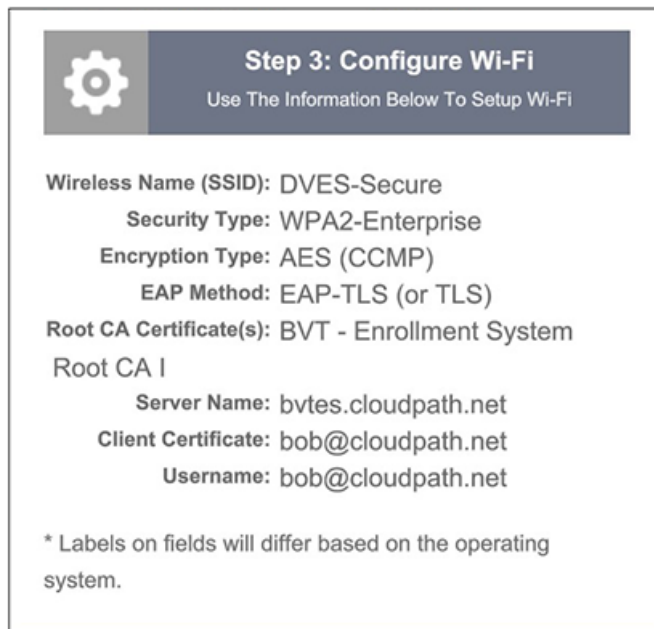 Step 3: Configure Wi-Fi
Use The Information Below To Setup Wi-Fi
Wireless Name (SSID): DVES-Secure
Security Type: WPA2-Enterprise
Encryption Type: AES (CCMP)
EAP Method: EAP-TLS (or TLS)
Root CA Certificate(s): BVT - Enrollment System
Root CA I
Server Name: bvtes.cloudpath.net
Client Certificate: bob@cloudpath.net
Username: bob@cloudpath.net
* Labels on fields will differ based on the operating
system.